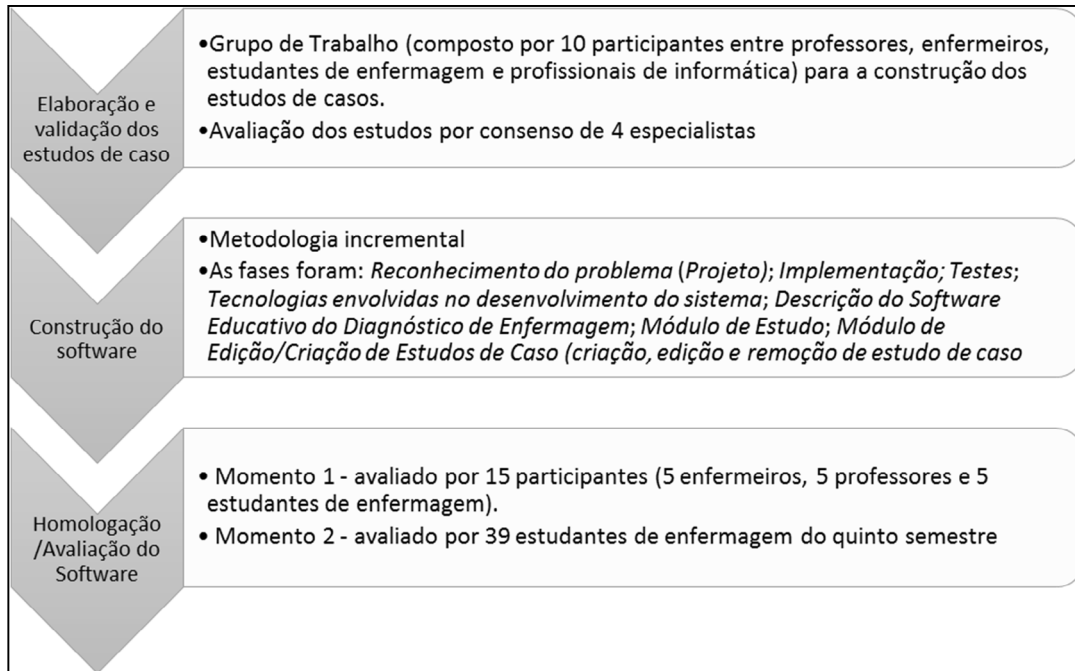 Elaboração e
validação dos
estudos de caso
•Grupo de Trabalho (composto por 10 participantes entre professores, enfermeiros,
estudantes de enfermagem e profissionais de informática) para a construção dos
estudos de casos.
•Avaliação dos estudos por consenso de 4 especialistas
Construção do
software
•Metodologia incremental
•As fases foram: Reconhecimento do problema (Projeto); Implementação; Testes;
Tecnologias envolvidas no desenvolvimento do sistema; Descrição do Software
Educativo do Diagnóstico de Enfermagem; Módulo de Estudo; Módulo de
Edição/Criação de Estudos de Caso (criação, edição e remoção de estudo de caso
Homologação
/Avaliação do
Software
• Momento 1 - avaliado por 15 participantes (5 enfermeiros, 5 professores e 5
estudantes de enfermagem).
• Momento 2 - avaliado por 39 estudantes de enfermagem do quinto semestre